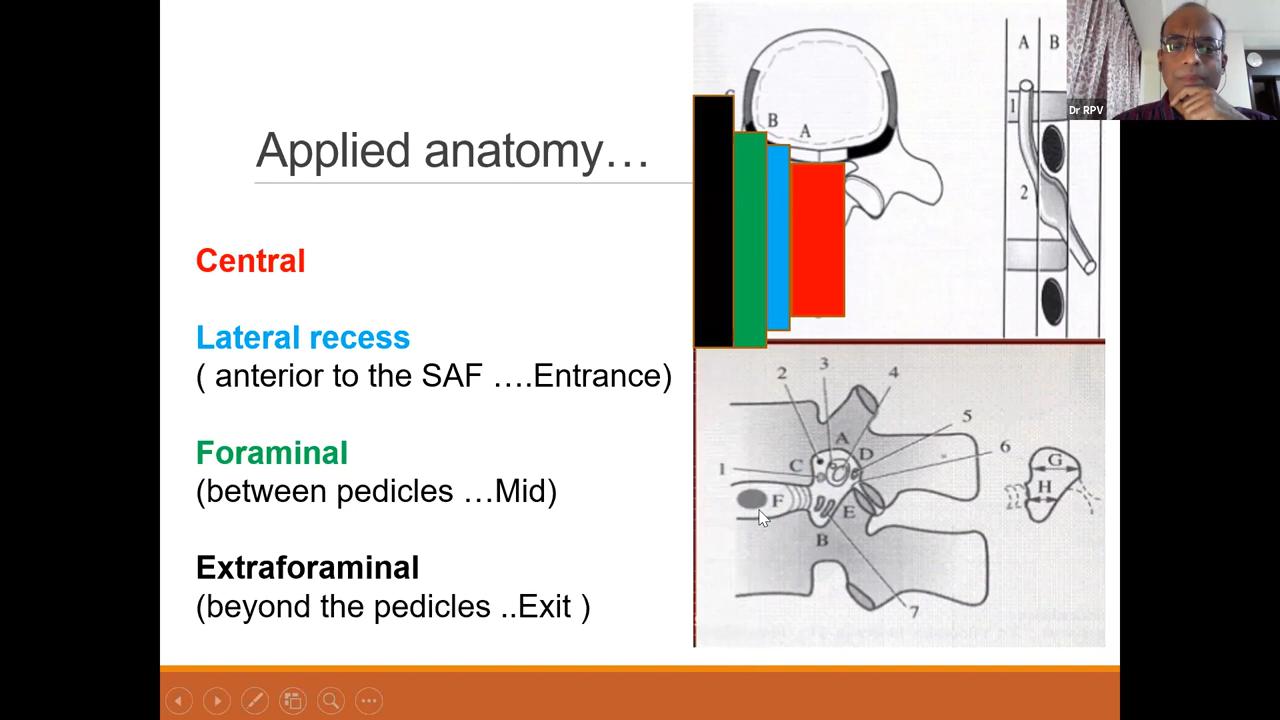 Applied anatomy…
Central
Lateral recess
( anterior to the SAF ….Entrance)
Foraminal
(between pedicles …Mid)
Extraforaminal
(beyond the pedicles ..Exit )
B
A
A B
1
2
Dr RPV
2 3 4
5
6
1
A
C D
F
E
B
7
G
H